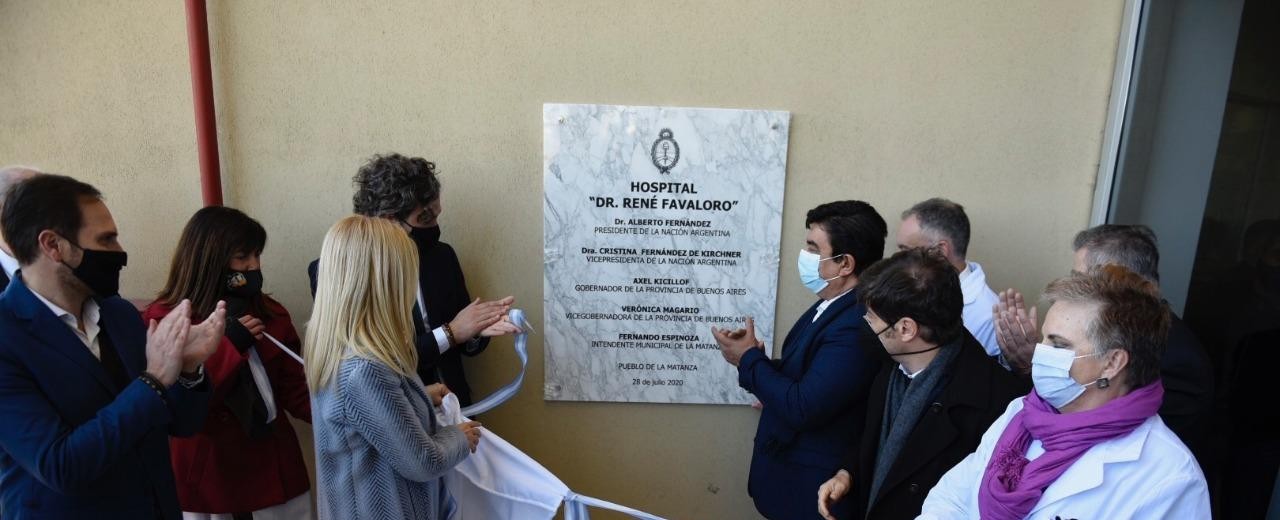 HOSPITAL
“DR. RENÉ FAVALORO”
Dr. ALBERTO FERNÁNDEZ
PRESIDENTE DE LA NACIÓN ARGENTINA
Dra. CRISTINA FERNÁNDEZ DE KIRCHNER
VICEPRESIDENTA DE LA NACIÓN ARGENTINA
AXEL KICILLOF
GOBERNADOR DE LA PROVINCIA DE BUENOS AIRES
VERÓNICA MAGARIO
VICEGOBERNADORA DE LA PROVINCIA DE BUENOS AIR
FERNANDO ESPINOZA
INTENDENTE MUNICIPAL DE LA MATANZA
PUEBLO DE LA MATANZA
28 de julio 2020